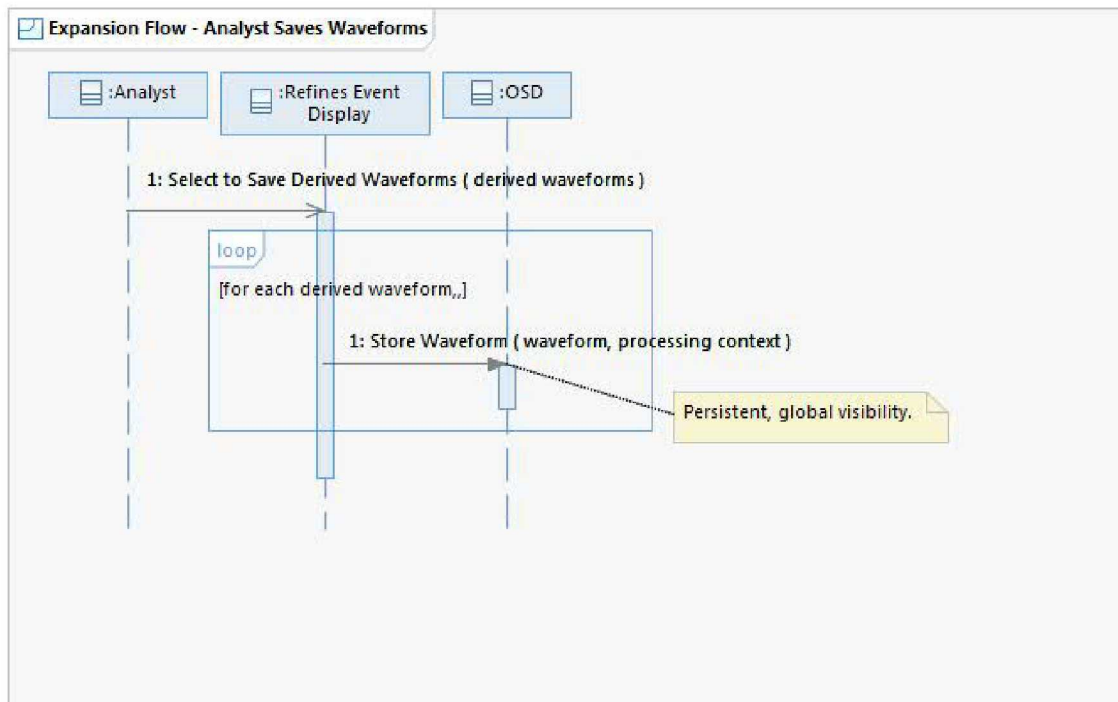 Expansion Flow - Analyst Saves Waveforms
:Analyst
:Refines Event
Display
:OSD
1: Select to Save Derived Waveforms ( derived waveforms )
loop
[for each derived waveform,,]
1: Store Waveform ( waveform, processing context )
Persistent, global visibility.